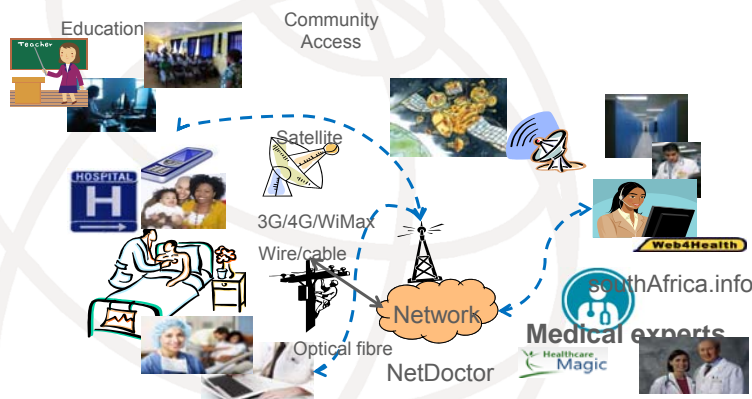 Education
Community
Access
Teacher
Satellite
HOSPITAL
H
3G/4G/WiMax
Wire/cable
Web4Health
southAfrica.info
Network
Medical experts
Optical fibre
Healthcare
Magic
NetDoctor